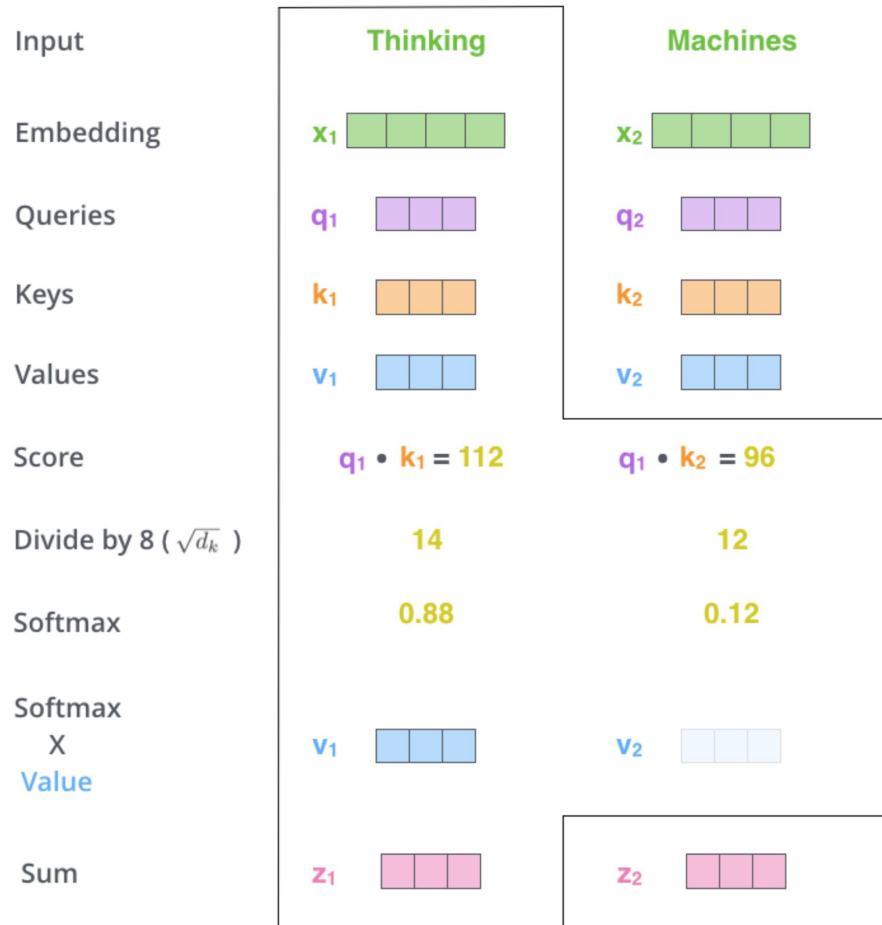 Input Thinking Machines
Embedding x₁ x₂
Queries q₁ q₂
Keys k₁ k₂
Values v₁ v₂
Score q₁ • k₁ = 112 q₁ • k₂ = 96
Divide by 8 ( √dₖ ) 14 12
Softmax 0.88 0.12
Softmax
X v₁ v₂
Value
Sum z₁ z₂